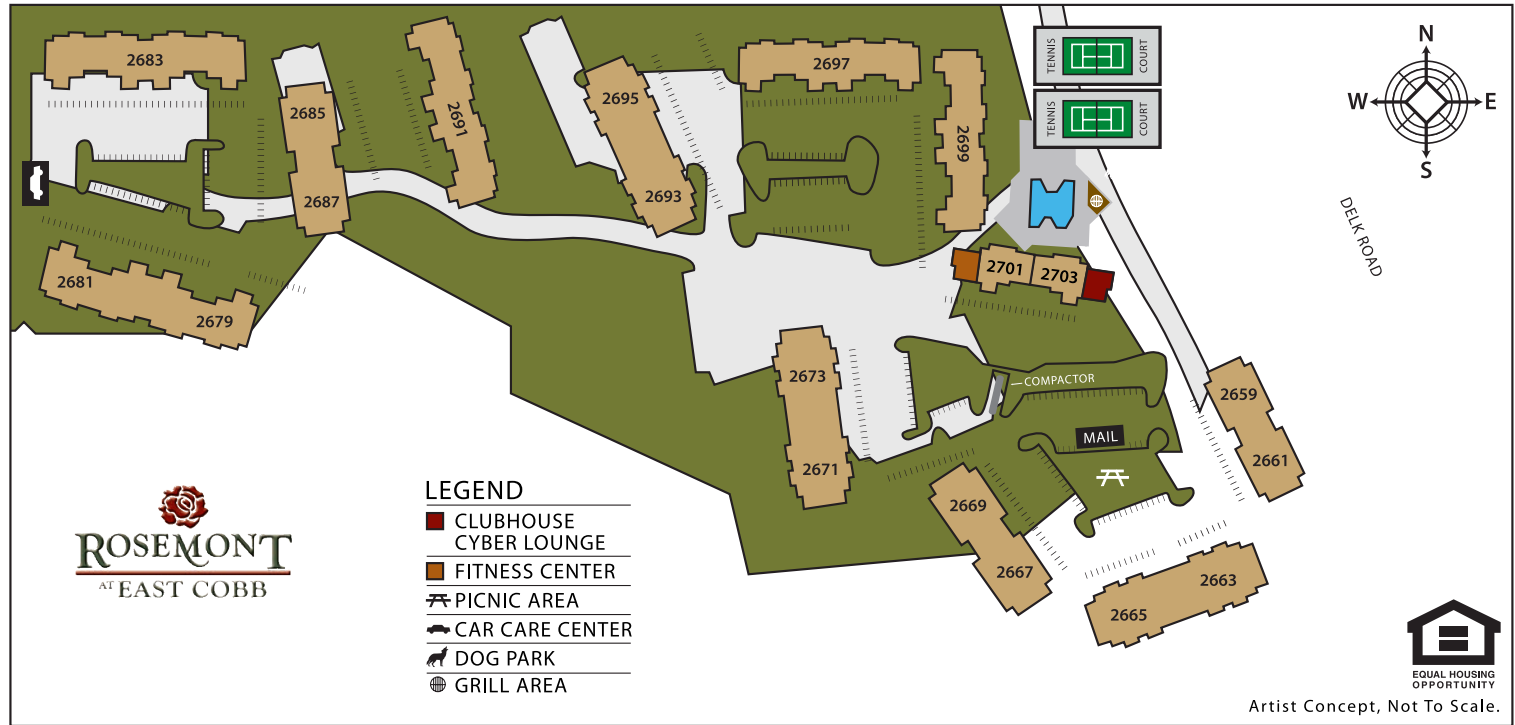 2683
2685
2687
2691
2695
2693
2697
2699
TENNIS
COURT
TENNIS
COURT
N
W
E
S
DELK ROAD
2681
2679
2701
2703
2673
2671
COMPACTOR
MAIL
2659
2661
2669
2667
2665
2663
ROSEMONT
AT EAST COBB
LEGEND
CLUBHOUSE
CYBER LOUNGE
FITNESS CENTER
PICNIC AREA
CAR CARE CENTER
DOG PARK
GRILL AREA
EQUAL HOUSING
OPPORTUNITY
Artist Concept, Not To Scale.